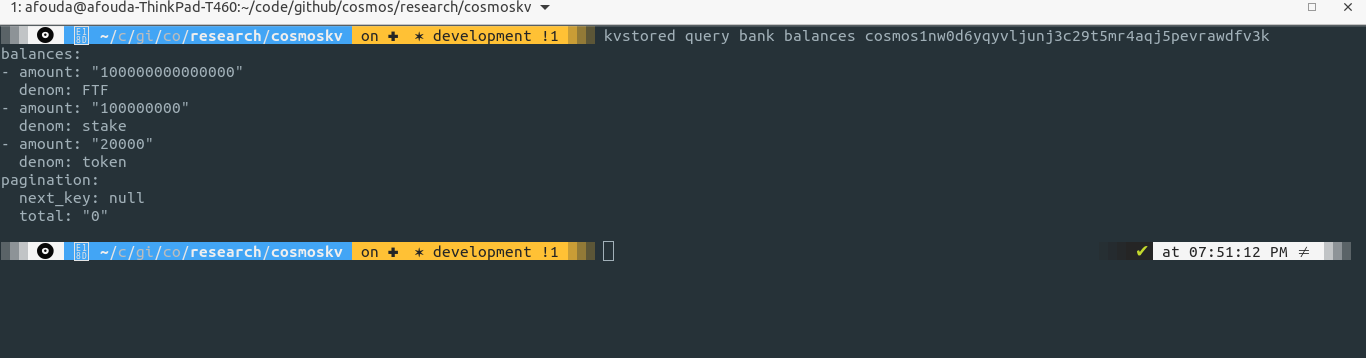 1: afouda@afouda-ThinkPad-T460:~/code/github/cosmos/research/cosmoskv
~/c/gi/co/research/cosmoskv on ✚ ✶ development !1 kvstored query bank balances cosmos1nw0d6yqyvljunj3c29t5mr4aqj5pevrawdfv3k
balances:
- amount: "100000000000000"
  denom: FTF
- amount: "100000000"
  denom: stake
- amount: "20000"
  denom: token
pagination:
  next_key: null
  total: "0"
~/c/gi/co/research/cosmoskv on ✚ ✶ development !1 ✔ at 07:51:12 PM ≠